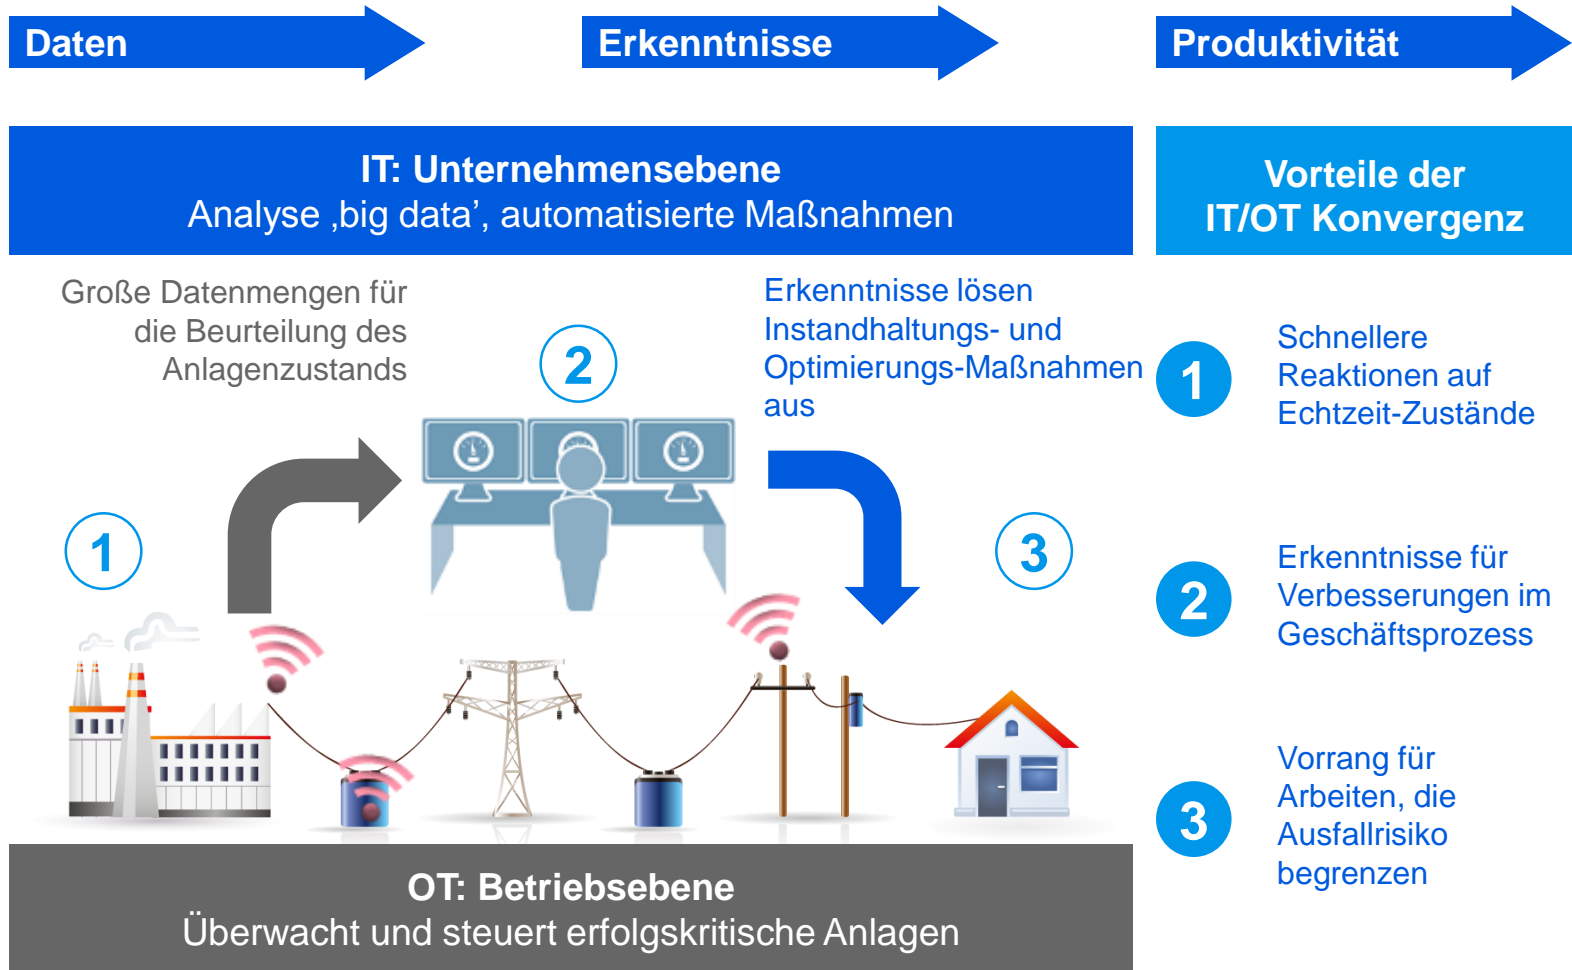 Daten
Erkenntnisse
Produktivität
IT: Unternehmensebene
Analyse ‚big data’, automatisierte Maßnahmen
Vorteile der
IT/OT Konvergenz
Große Datenmengen für
die Beurteilung des
Anlagenzustands
2
Erkenntnisse lösen
Instandhaltungs- und
Optimierungs-Maßnahmen
aus
1
3
1
Schnellere
Reaktionen auf
Echtzeit-Zustände
2
Erkenntnisse für
Verbesserungen im
Geschäftsprozess
3
Vorrang für
Arbeiten, die
Ausfallrisiko
begrenzen
OT: Betriebsebene
Überwacht und steuert erfolgskritische Anlagen